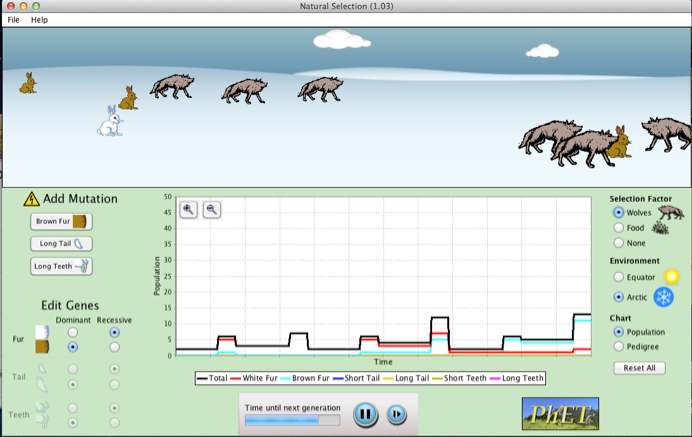 Natural Selection (1.03)
File Help
Add Mutation
Brown Fur
Long Tail
Long Teeth
Edit Genes
Dominant Recessive
Fur
Tail
Teeth
50
45
40
35
30
25
20
15
10
5
0
Population
Time
Total White Fur Brown Fur Short Tail Long Tail Short Teeth Long Teeth
Time until next generation
PhET
Selection Factor
Wolves
Food
None
Environment
Equator
Arctic
Chart
Population
Pedigree
Reset All